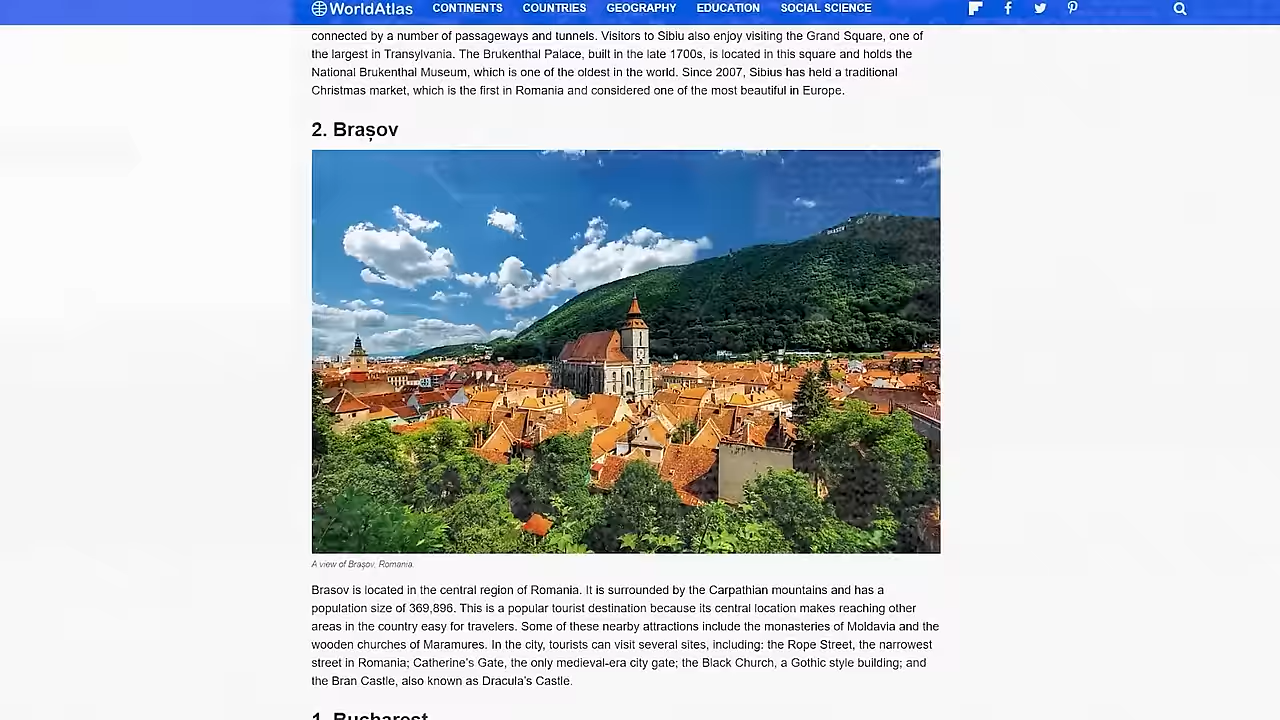 WorldAtlas CONTINENTS COUNTRIES GEOGRAPHY EDUCATION SOCIAL SCIENCE
connected by a number of passageways and tunnels. Visitors to Sibiu also enjoy visiting the Grand Square, one of
the largest in Transylvania. The Brukenthal Palace, built in the late 1700s, is located in this square and holds the
National Brukenthal Museum, which is one of the oldest in the world. Since 2007, Sibius has held a traditional
Christmas market, which is the first in Romania and considered one of the most beautiful in Europe.
2. Brașov
BRASOV
A view of Brașov, Romania.
Brasov is located in the central region of Romania. It is surrounded by the Carpathian mountains and has a
population size of 369,896. This is a popular tourist destination because its central location makes reaching other
areas in the country easy for travelers. Some of these nearby attractions include the monasteries of Moldavia and the
wooden churches of Maramures. In the city, tourists can visit several sites, including: the Rope Street, the narrowest
street in Romania; Catherine's Gate, the only medieval-era city gate; the Black Church, a Gothic style building; and
the Bran Castle, also known as Dracula's Castle.
1. Bucharest